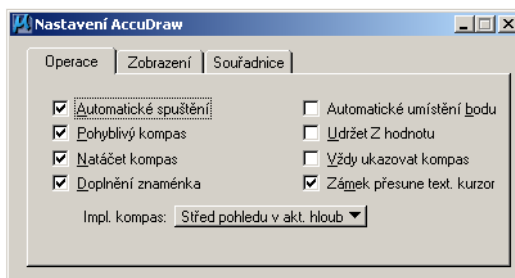 Nastavení AccuDraw
Operace Zobrazení Souřadnice
Automatické spuštění Automatické umístění bodu
Pohyblivý kompas Udržet Z hodnotu
Natáčet kompas Vždy ukazovat kompas
Doplnění znaménka Zámek přesune text. kurzor
Impl. kompas: Střed pohledu v akt. hloub